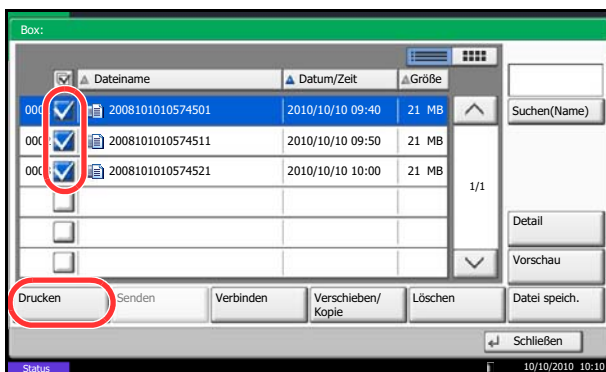 Box:
Dateiname Datum/Zeit Größe
2008101010574501 2010/10/10 09:40 21 MB
Suchen(Name)
2008101010574511 2010/10/10 09:50 21 MB
2008101010574521 2010/10/10 10:00 21 MB
1/1
Detail
Vorschau
Drucken Senden Verbinden Verschieben/ Löschen Datei speich.
Kopie
Schließen
Status 10/10/2010 10:10